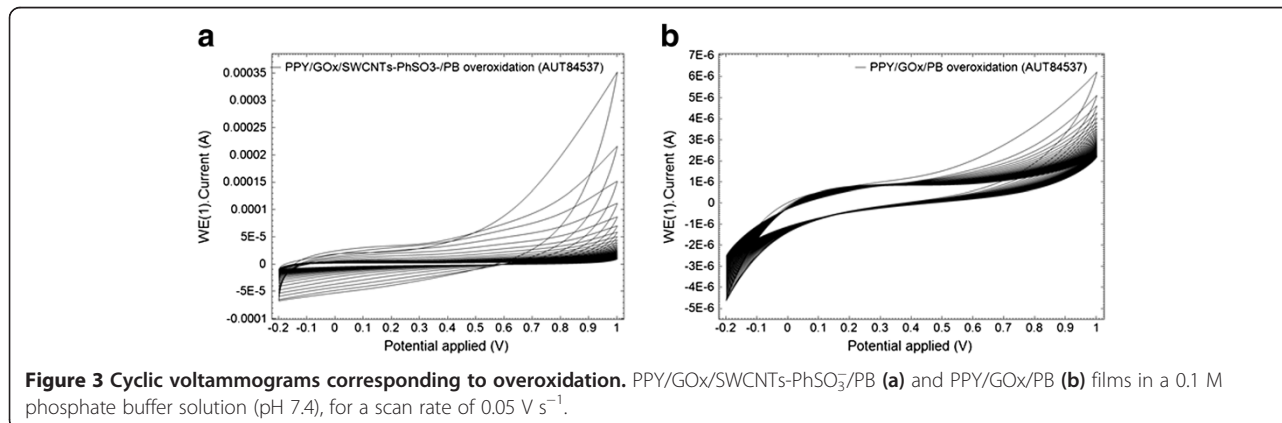 a
PPY/GOx/SWCNTs-PhSO3-/PB overoxidation (AUT84537)
WE(1).Current (A)
0.00035
0.0003
0.00025
0.0002
0.00015
0.0001
5E-5
0
-5E-5
-0.0001
-0.2 -0.1 0 0.1 0.2 0.3 0.4 0.5 0.6 0.7 0.8 0.9 1
Potential applied (V)
b
PPY/GOx/PB overoxidation (AUT84537)
WE(1).Current (A)
7E-6
6E-6
5E-6
4E-6
3E-6
2E-6
1E-6
0
-1E-6
-2E-6
-3E-6
-4E-6
-5E-6
-0.2 -0.1 0 0.1 0.2 0.3 0.4 0.5 0.6 0.7 0.8 0.9 1
Potential applied (V)
Figure 3 Cyclic voltammograms corresponding to overoxidation. PPY/GOx/SWCNTs-PhSO₃⁻/PB (a) and PPY/GOx/PB (b) films in a 0.1 M
phosphate buffer solution (pH 7.4), for a scan rate of 0.05 V s⁻¹.